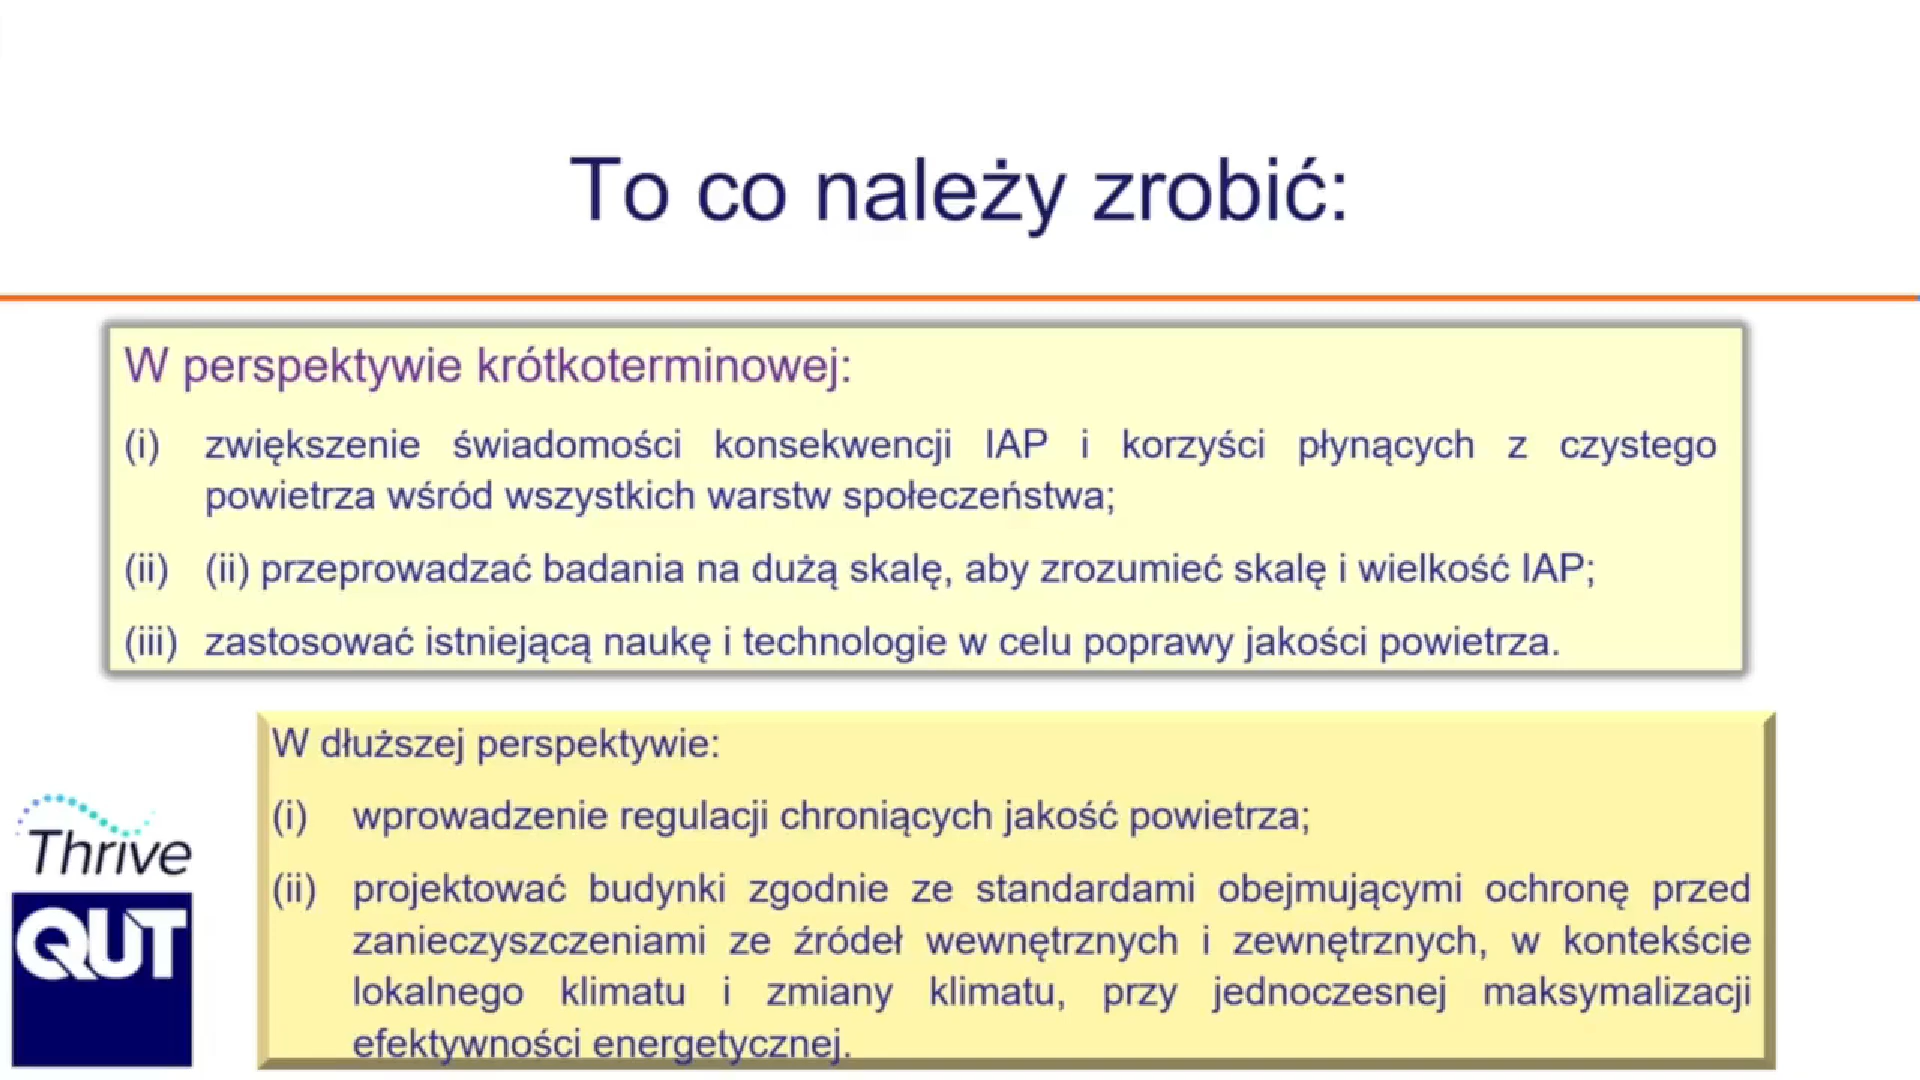 To co należy zrobić:
W perspektywie krótkoterminowej:
(i) zwiększenie świadomości konsekwencji IAP i korzyści płynących z czystego
powietrza wśród wszystkich warstw społeczeństwa;
(ii) (ii) przeprowadzać badania na dużą skalę, aby zrozumieć skalę i wielkość IAP;
(iii) zastosować istniejącą naukę i technologie w celu poprawy jakości powietrza.
W dłuższej perspektywie:
(i) wprowadzenie regulacji chroniących jakość powietrza;
(ii) projektować budynki zgodnie ze standardami obejmującymi ochronę przed
zanieczyszczeniami ze źródeł wewnętrznych i zewnętrznych, w kontekście
lokalnego klimatu i zmiany klimatu, przy jednoczesnej maksymalizacji
efektywności energetycznej.
Thrive
QUT